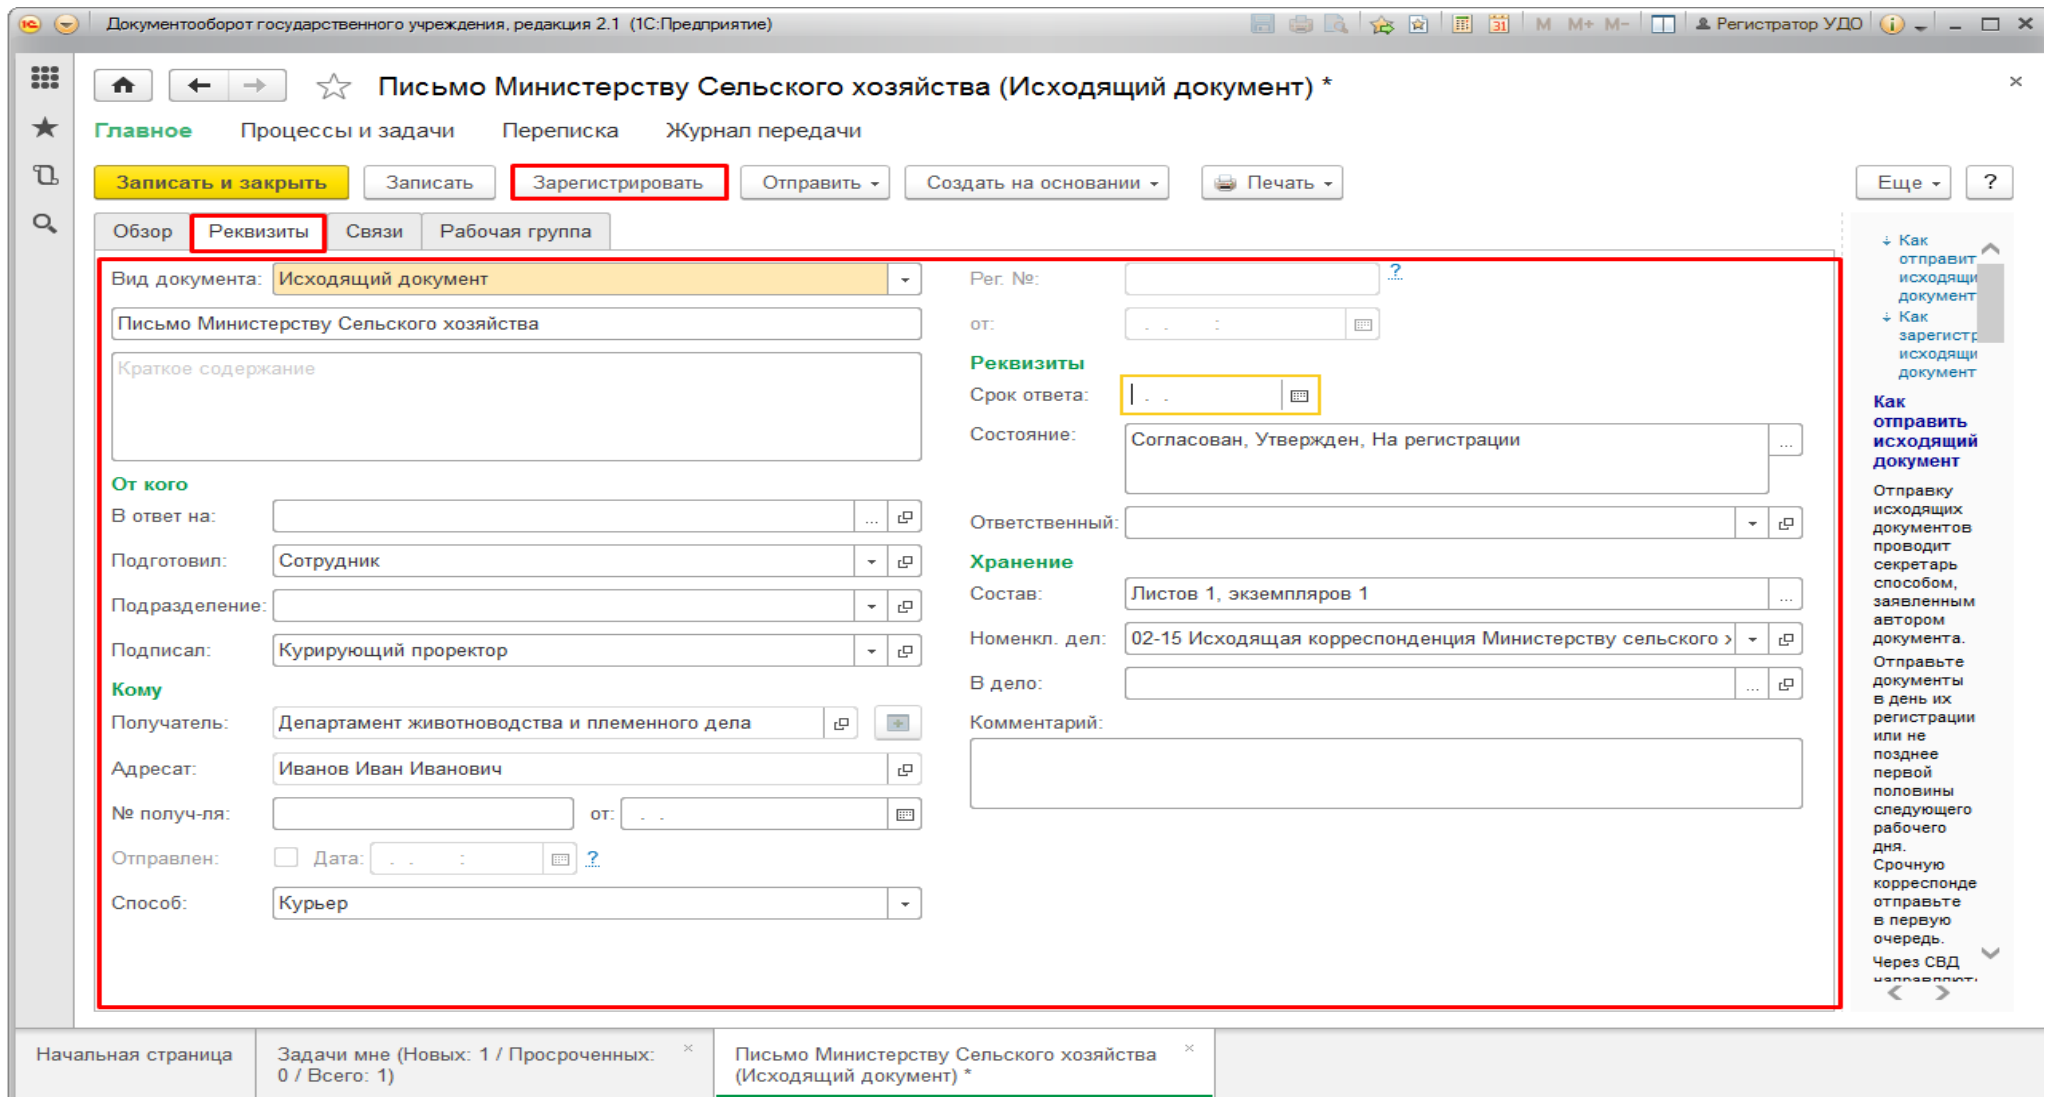 Документооборот государственного учреждения, редакция 2.1 (1С:Предприятие)
M M+ M- Регистратор УДО
Письмо Министерству Сельского хозяйства (Исходящий документ) *
Главное Процессы и задачи Переписка Журнал передачи
Записать и закрыть Записать Зарегистрировать Отправить Создать на основании Печать Еще ?
Обзор Реквизиты Связи Рабочая группа
Вид документа: Исходящий документ
Письмо Министерству Сельского хозяйства
Краткое содержание
От кого
В ответ на:
Подготовил: Сотрудник
Подразделение:
Подписал: Курирующий проректор
Кому
Получатель: Департамент животноводства и племенного дела
Адресат: Иванов Иван Иванович
№ получ-ля: от: . .
Отправлен: Дата: . . : ?
Способ: Курьер
Рег. №: ?
от: . . :
Реквизиты
Срок ответа: . .
Состояние: Согласован, Утвержден, На регистрации ...
Ответственный:
Хранение
Состав: Листов 1, экземпляров 1 ...
Номенкл. дел: 02-15 Исходящая корреспонденция Министерству сельского х
В дело: ...
Комментарий:
Как
отправит
исходящи
документ
Как
зарегистр
исходящи
документ
Как
отправить
исходящий
документ
Отправку
исходящих
документов
проводит
секретарь
способом,
заявленным
автором
документа.
Отправьте
документы
в день их
регистрации
или не
позднее
первой
половины
следующего
рабочего
дня.
Срочную
корреспонде
отправьте
в первую
очередь.
Через СВД
Начальная страница
Задачи мне (Новых: 1 / Просроченных:
0 / Всего: 1)
Письмо Министерству Сельского хозяйства
(Исходящий документ) *